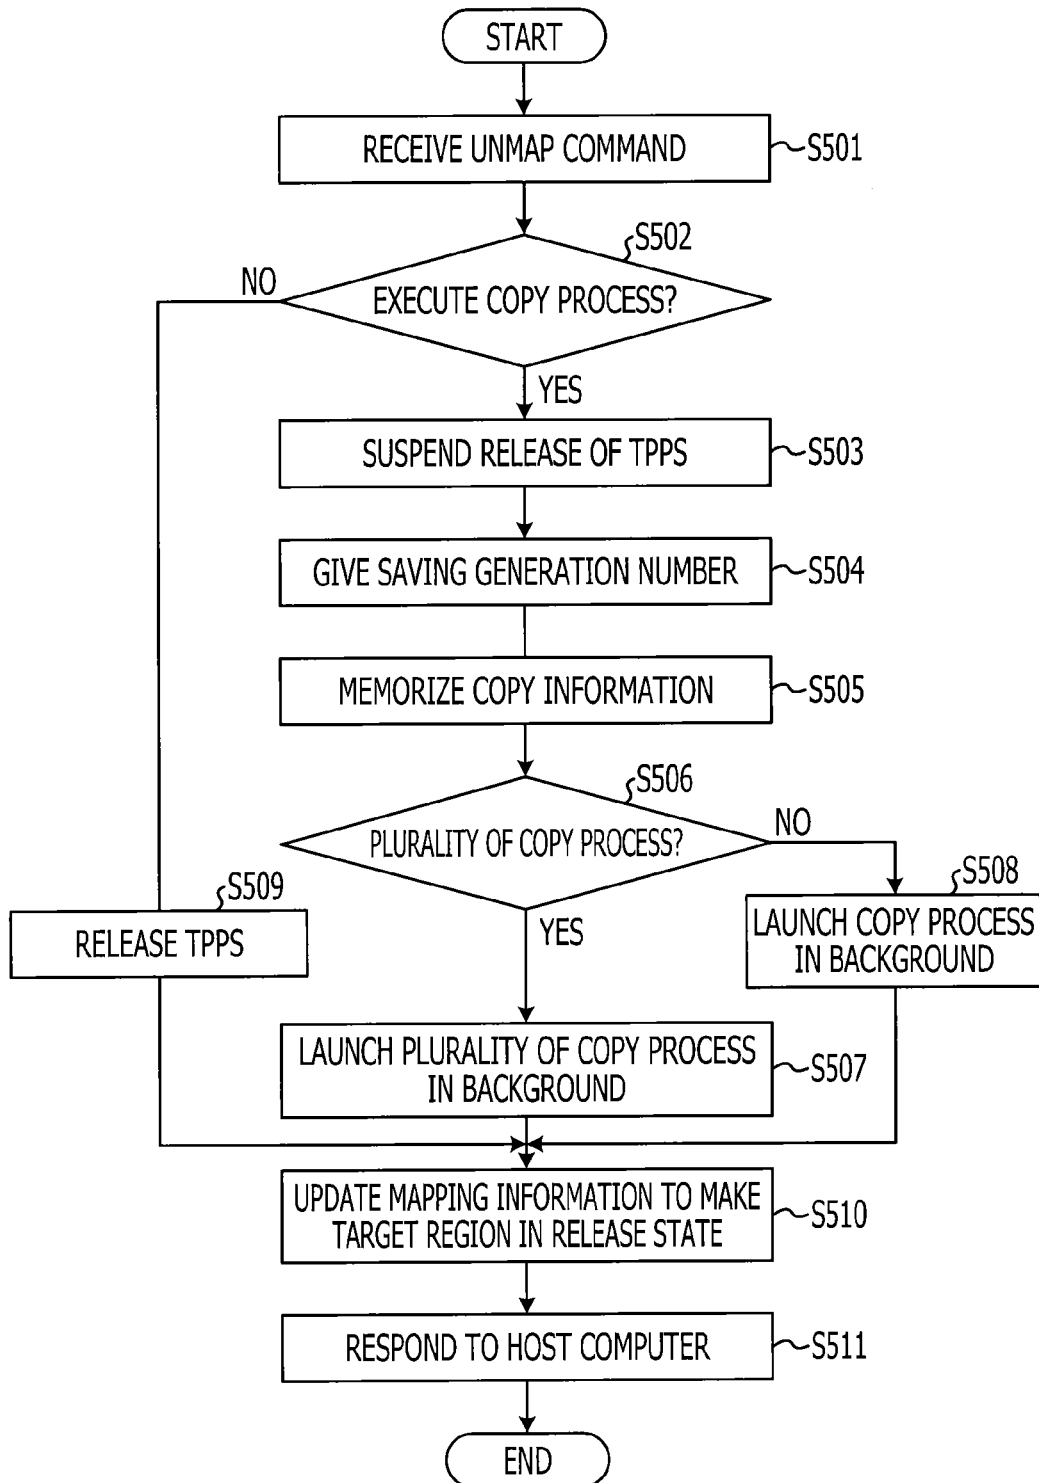 START
RECEIVE UNMAP COMMAND
S501
S502
NO
EXECUTE COPY PROCESS?
YES
SUSPEND RELEASE OF TPPS
S503
GIVE SAVING GENERATION NUMBER
S504
MEMORIZE COPY INFORMATION
S505
S506
PLURALITY OF COPY PROCESS?
NO
S508
LAUNCH COPY PROCESS
IN BACKGROUND
S509
RELEASE TPPS
YES
LAUNCH PLURALITY OF COPY PROCESS
IN BACKGROUND
S507
UPDATE MAPPING INFORMATION TO MAKE
TARGET REGION IN RELEASE STATE
S510
RESPOND TO HOST COMPUTER
S511
END